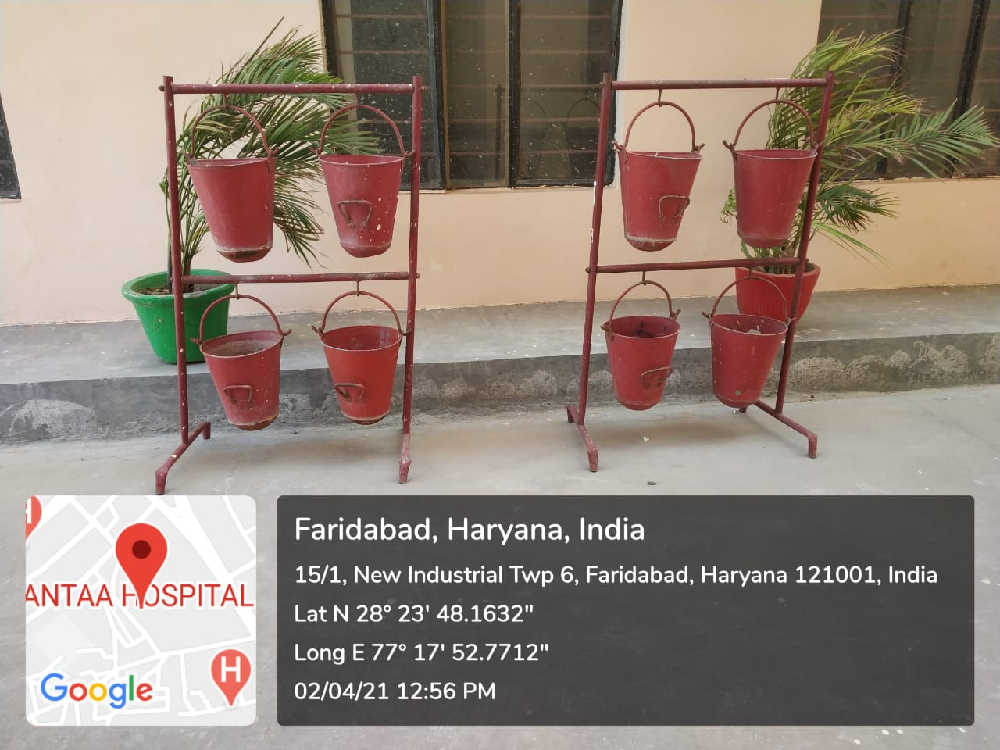 Faridabad, Haryana, India
15/1, New Industrial Twp 6, Faridabad, Haryana 121001, India
Lat N 28° 23' 48.1632"
Long E 77° 17' 52.7712"
02/04/21 12:56 PM
H
ANTAA HOSPITAL
H
Google